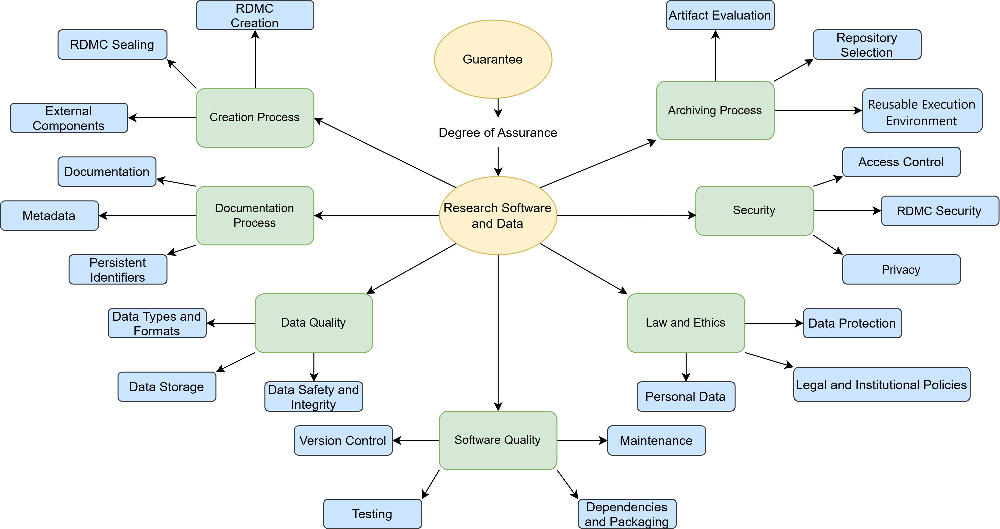 RDMC
Creation
Artifact Evaluation
RDMC Sealing
Guarantee
Repository
Selection
External
Components
Creation Process
Archiving Process
Reusable Execution
Environment
Degree of Assurance
Documentation
Access Control
Metadata
Documentation
Process
Research Software
and Data
Security
RDMC Security
Persistent
Identifiers
Privacy
Data Types and
Formats
Data Quality
Law and Ethics
Data Protection
Data Storage
Data Safety and
Integrity
Personal Data
Legal and Institutional Policies
Version Control
Software Quality
Maintenance
Testing
Dependencies
and Packaging